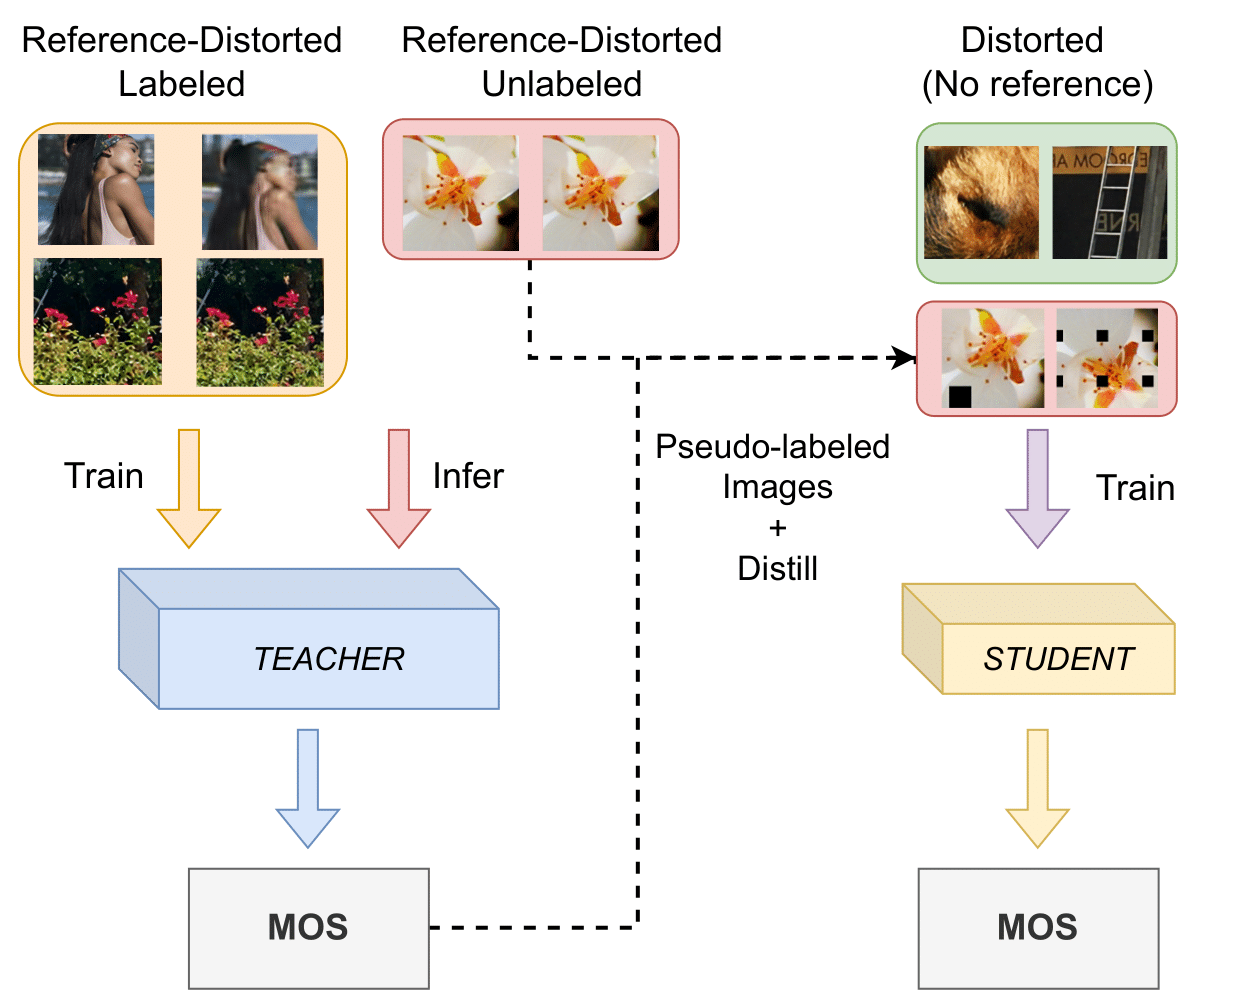 Reference-Distorted
Labeled
Reference-Distorted
Unlabeled
Distorted
(No reference)
Train
Infer
Pseudo-labeled
Images
+
Distill
Train
TEACHER
STUDENT
MOS
MOS